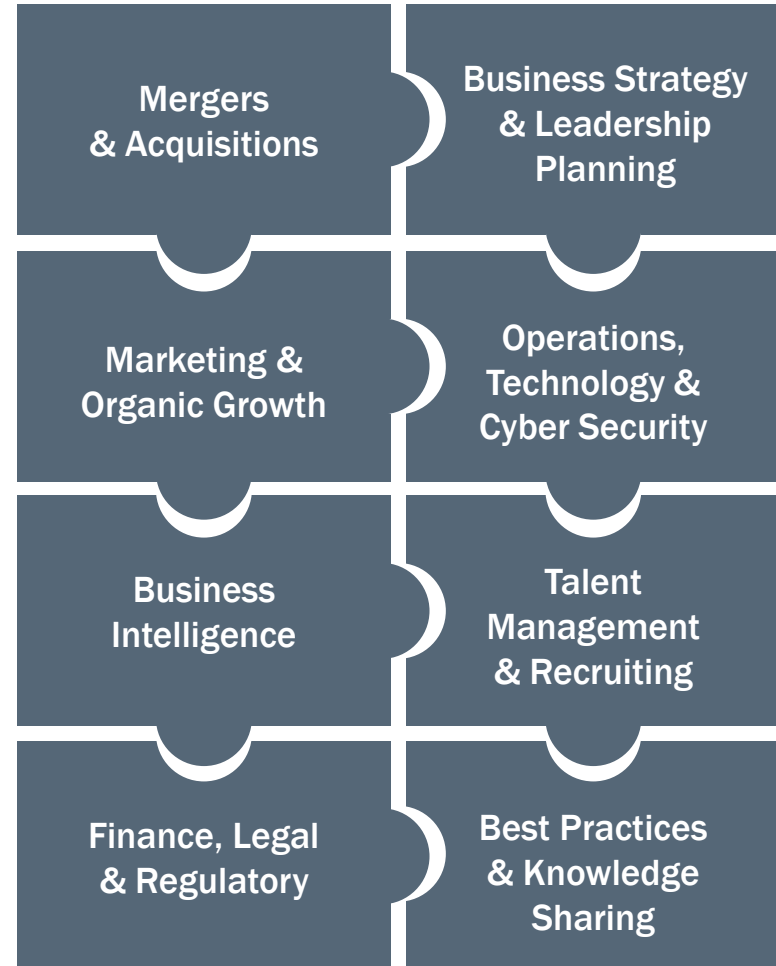 Mergers
& Acquisitions
Business Strategy
& Leadership
Planning
Marketing &
Organic Growth
Operations,
Technology &
Cyber Security
Business
Intelligence
Talent
Management
& Recruiting
Finance, Legal
& Regulatory
Best Practices
& Knowledge
Sharing